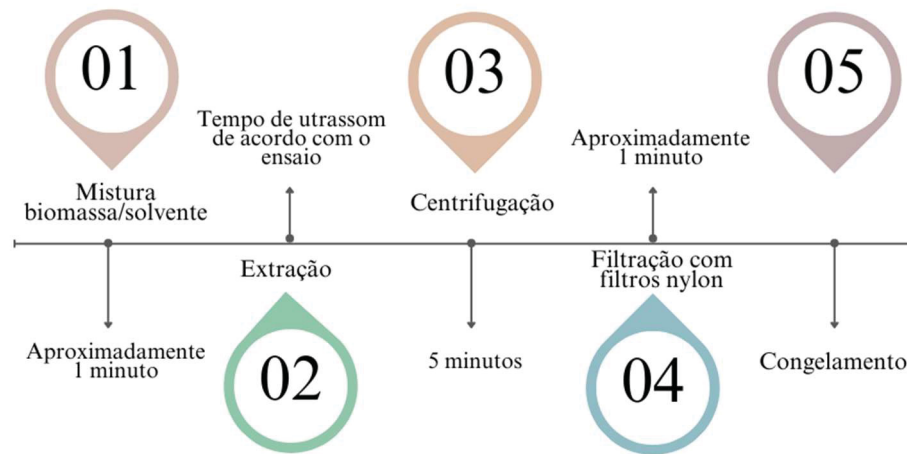 01
Mistura
biomassa/solvente
Aproximadamente
1 minuto
Tempo de utrassom
de acordo com o
ensaio
Extração
02
03
Centrifugação
5 minutos
Aproximadamente
1 minuto
Filtração com
filtros nylon
04
05
Congelamento